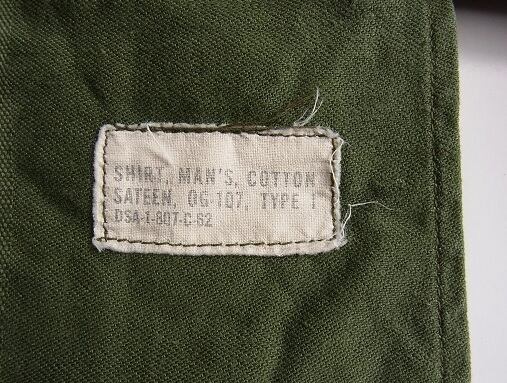 SHIRT, MAN'S, COTTON
SATEEN, OG-107, TYPE I
DSA-1-807-C-62